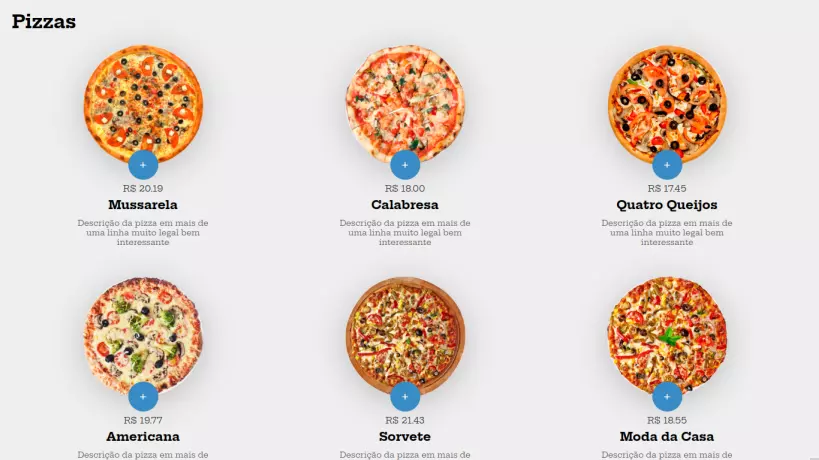 Pizzas
+ + +
R$ 20.19 R$ 18.00 R$ 17.45
Mussarela Calabresa Quatro Queijos
Descrição da pizza em mais de Descrição da pizza em mais de Descrição da pizza em mais de
uma linha muito legal bem uma linha muito legal bem uma linha muito legal bem
interessante interessante interessante
+ + +
R$ 19.77 R$ 21.43 R$ 18.55
Americana Sorvete Moda da Casa
Descrição da pizza em mais de Descrição da pizza em mais de Descrição da pizza em mais de